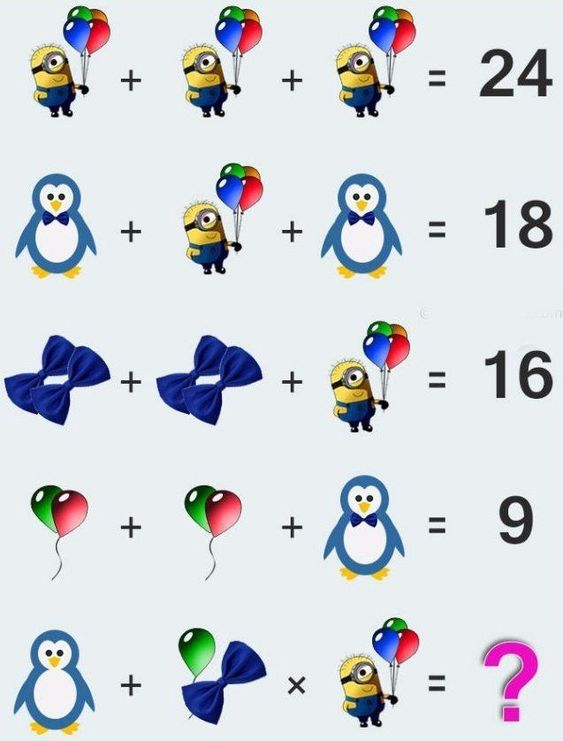 + + = 24
+ + = 18
+ + = 16
+ + = 9
+ × = ?